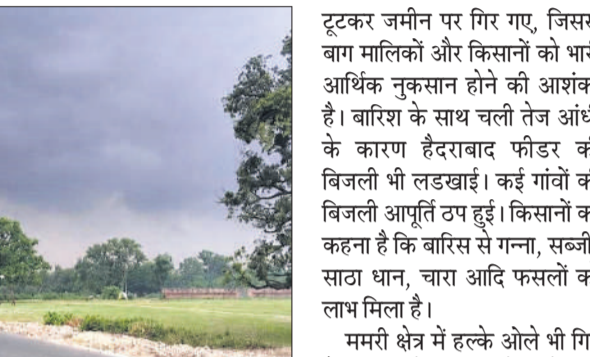 टूटकर जमीन पर गिर गए, जिसस
बाग मालिकों और किसानों को भारी
आर्थिक नुकसान होने की आशंक
है। बारिश के साथ चली तेज आंधी
के कारण हैदराबाद फीडर की
बिजली भी लडखाई। कई गांवों की
बिजली आपूर्ति ठप हुई। किसानों क
कहना है कि बारिस से गन्ना, सब्जी
साठा धान, चारा आदि फसलों क
लाभ मिला है।
ममरी क्षेत्र में हल्के ओले भी गि